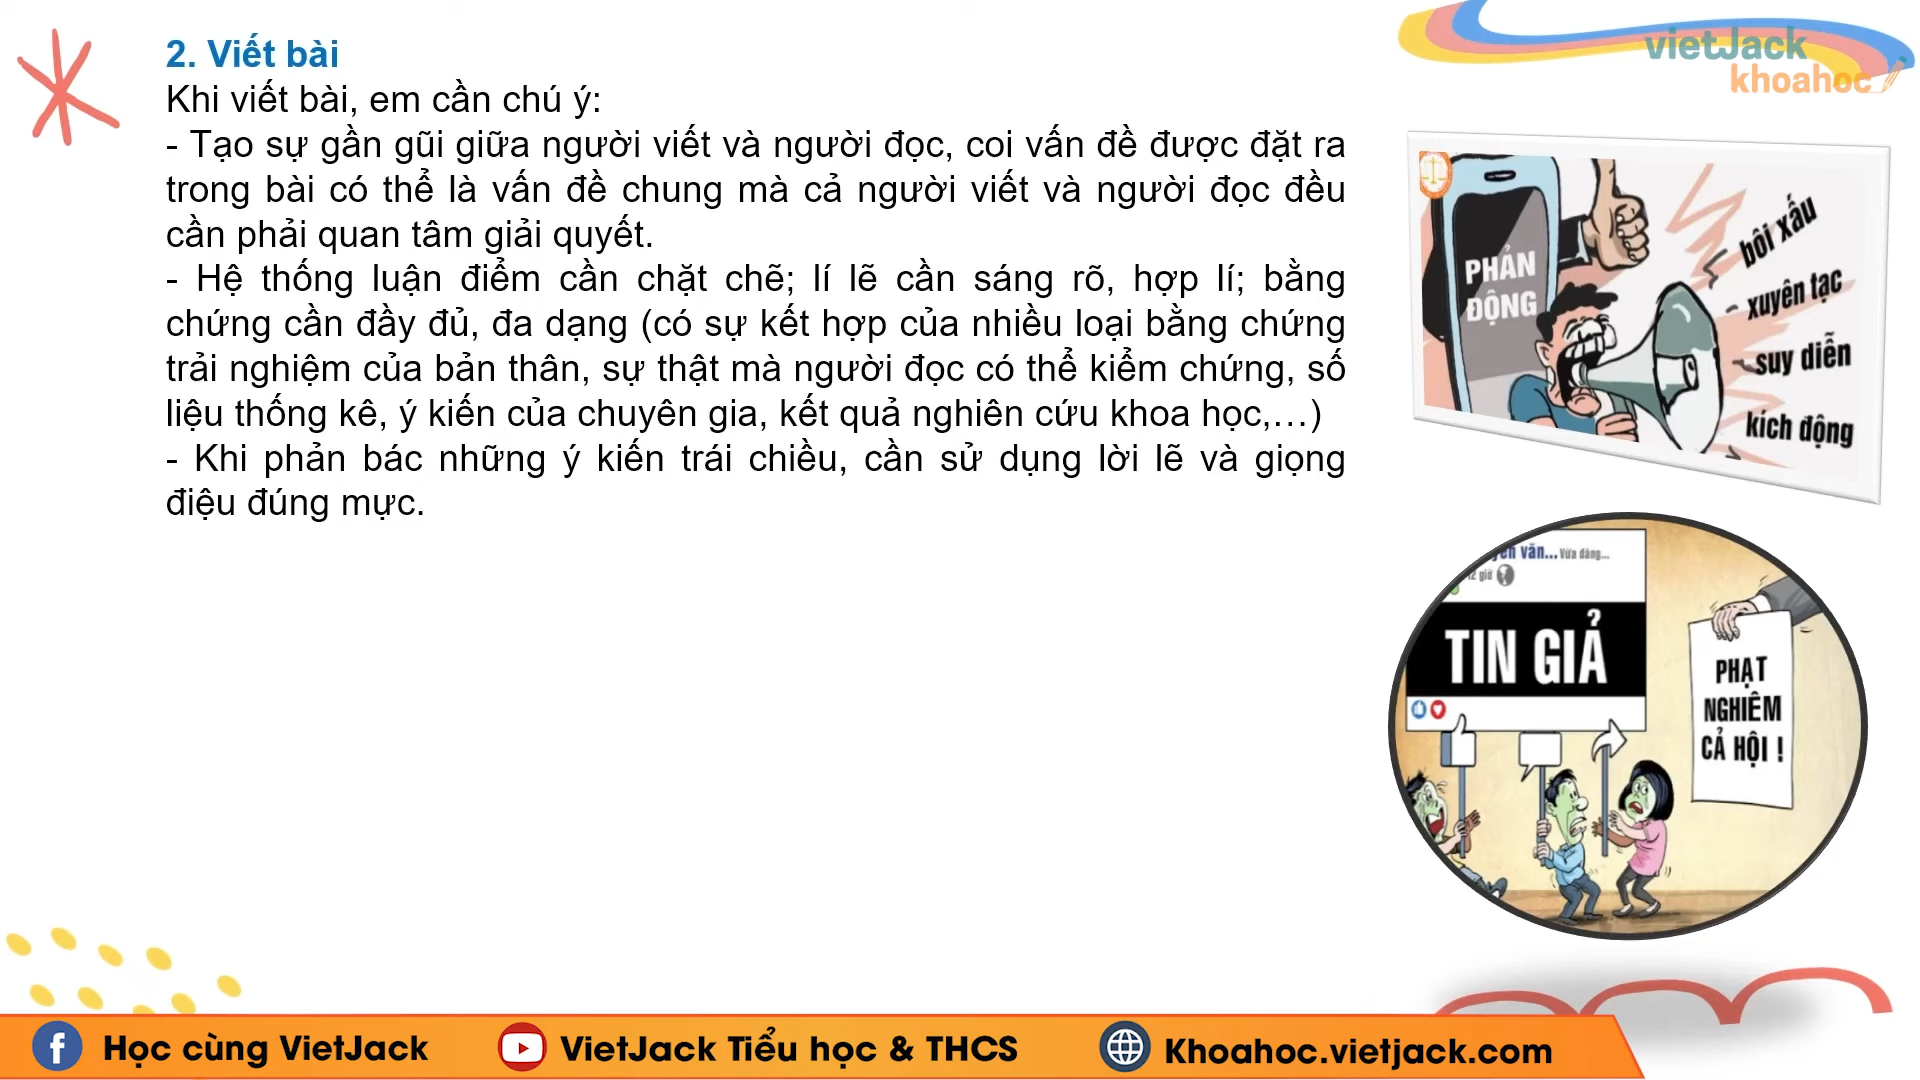 2. Viết bài
Khi viết bài, em cần chú ý:
- Tạo sự gần gũi giữa người viết và người đọc, coi vấn đề được đặt ra
trong bài có thể là vấn đề chung mà cả người viết và người đọc đều
cần phải quan tâm giải quyết.
- Hệ thống luận điểm cần chặt chẽ; lí lẽ cần sáng rõ, hợp lí; bằng
chứng cần đầy đủ, đa dạng (có sự kết hợp của nhiều loại bằng chứng
trải nghiệm của bản thân, sự thật mà người đọc có thể kiểm chứng, số
liệu thống kê, ý kiến của chuyên gia, kết quả nghiên cứu khoa học,…)
- Khi phản bác những ý kiến trái chiều, cần sử dụng lời lẽ và giọng
điệu đúng mực.
vietJack
khoahoc
PHẢN
ĐỘNG
bôi xấu
xuyên tạc
suy diễn
kích động
văn... Vừa đăng...
12 giờ
TIN GIẢ
PHẠT
NGHIÊM
CẢ HỘI !
Học cùng VietJack
VietJack Tiểu học & THCS
Khoahoc.vietjack.com